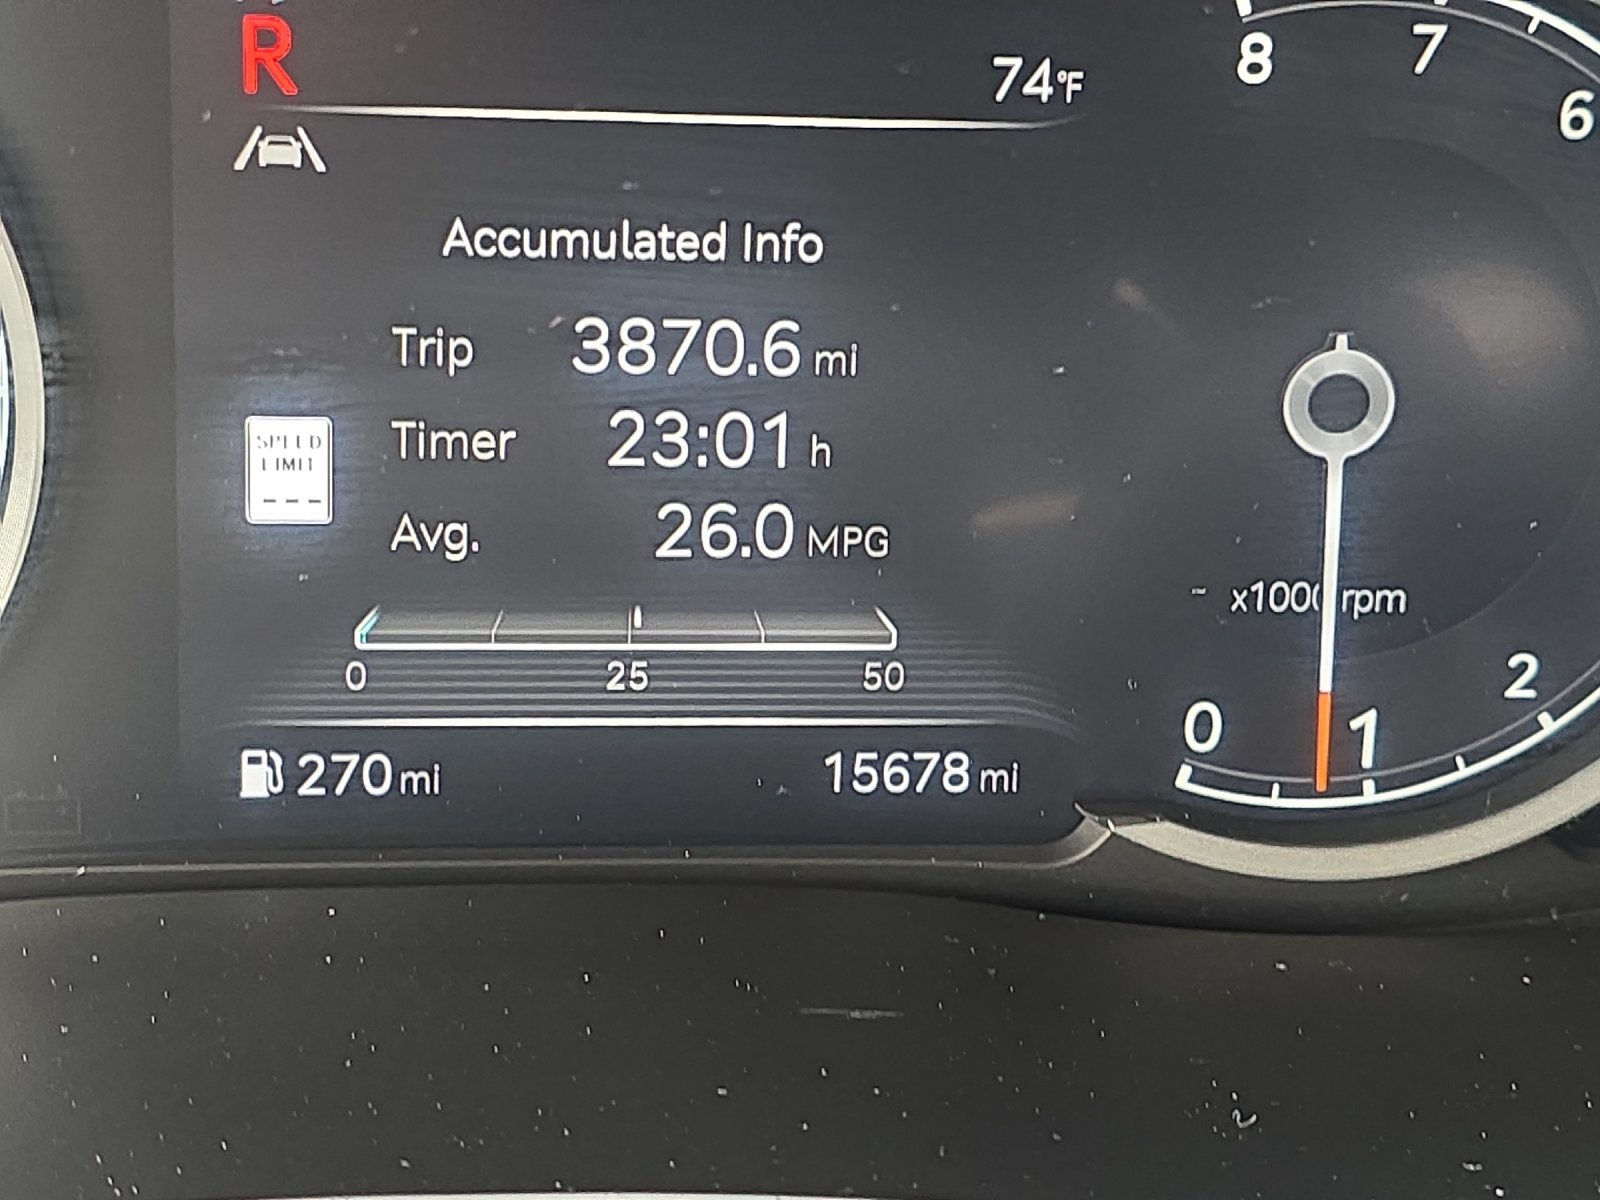 R
74°F
8
7
6
Accumulated Info
Trip 3870.6 mi
Timer 23:01 h
SPEED
LIMIT
---
Avg. 26.0 MPG
x1000 rpm
0 25 50
2
0
1
270 mi
15678 mi